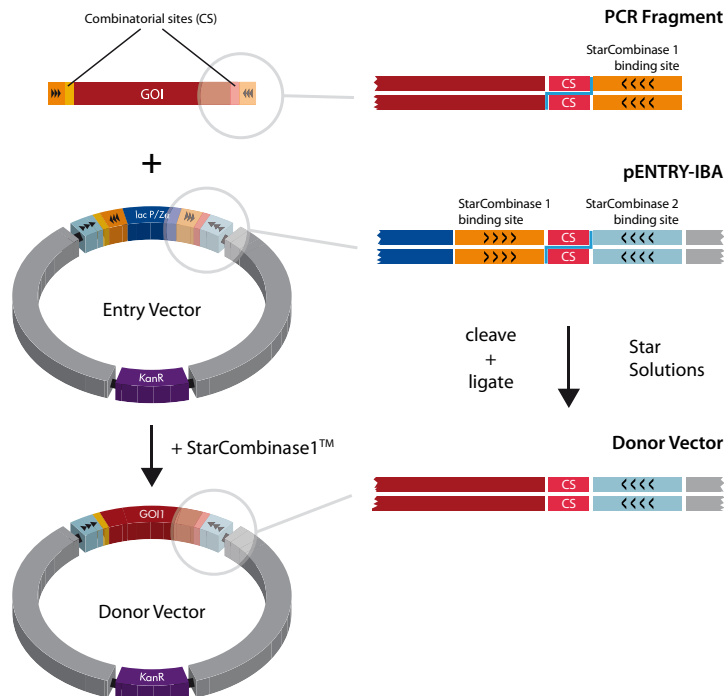 Combinatorial sites (CS)
GOI
PCR Fragment
StarCombinase 1
binding site
CS
CS
+
pENTRY-IBA
lac P/Zα
StarCombinase 1
binding site
StarCombinase 2
binding site
CS
CS
Entry Vector
KanR
cleave
+
ligate
Star
Solutions
+ StarCombinase1™
Donor Vector
GOI1
CS
CS
Donor Vector
KanR